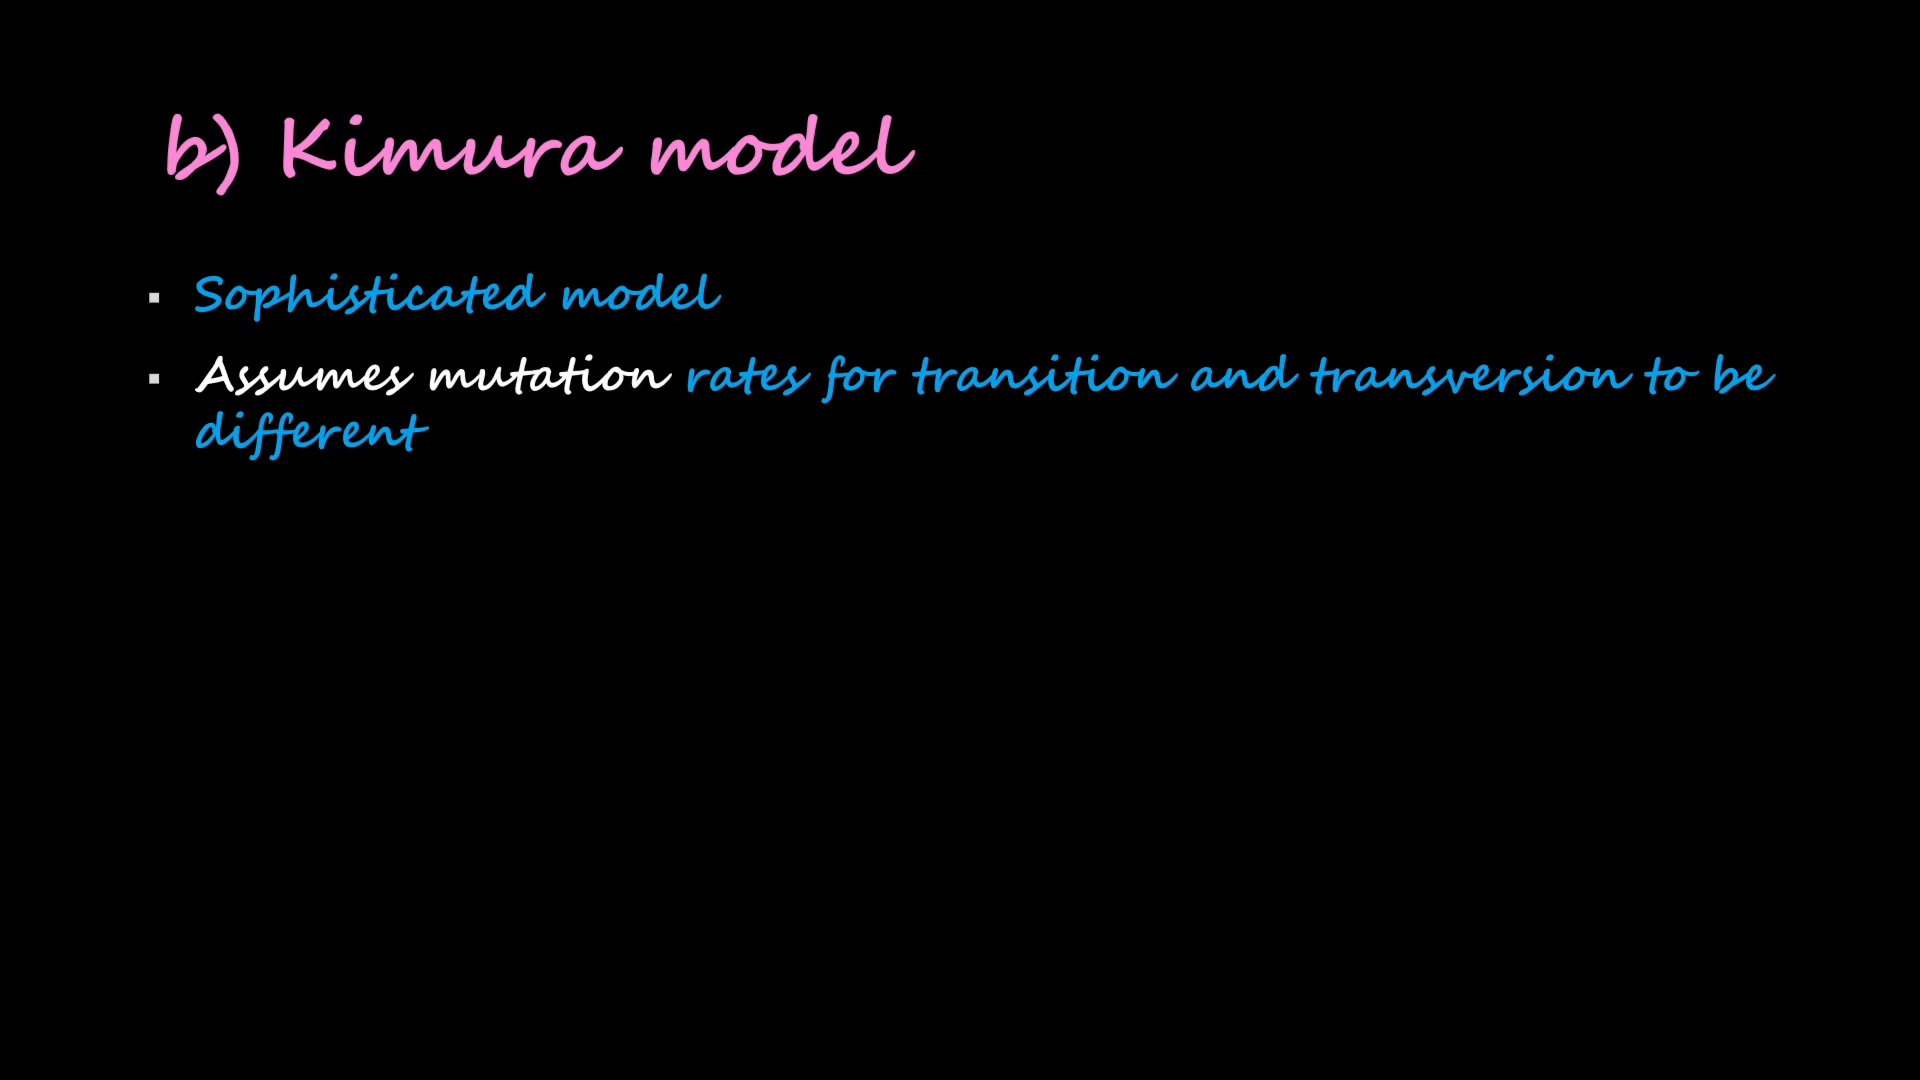 b) Kimura model
▪ Sophisticated model
▪ Assumes mutation rates for transition and transversion to be
different